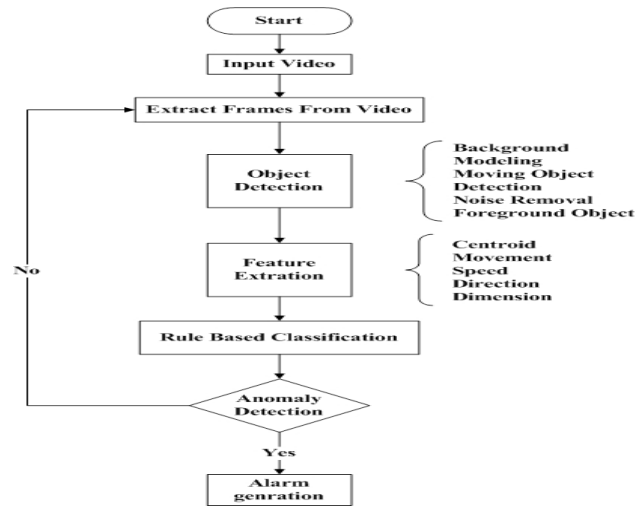 Start
Input Video
Extract Frames From Video
Object
Detection
Background
Modeling
Moving Object
Detection
Noise Removal
Foreground Object
Feature
Extration
Centroid
Movement
Speed
Direction
Dimension
No
Rule Based Classification
Anomaly
Detection
Yes
Alarm
genration